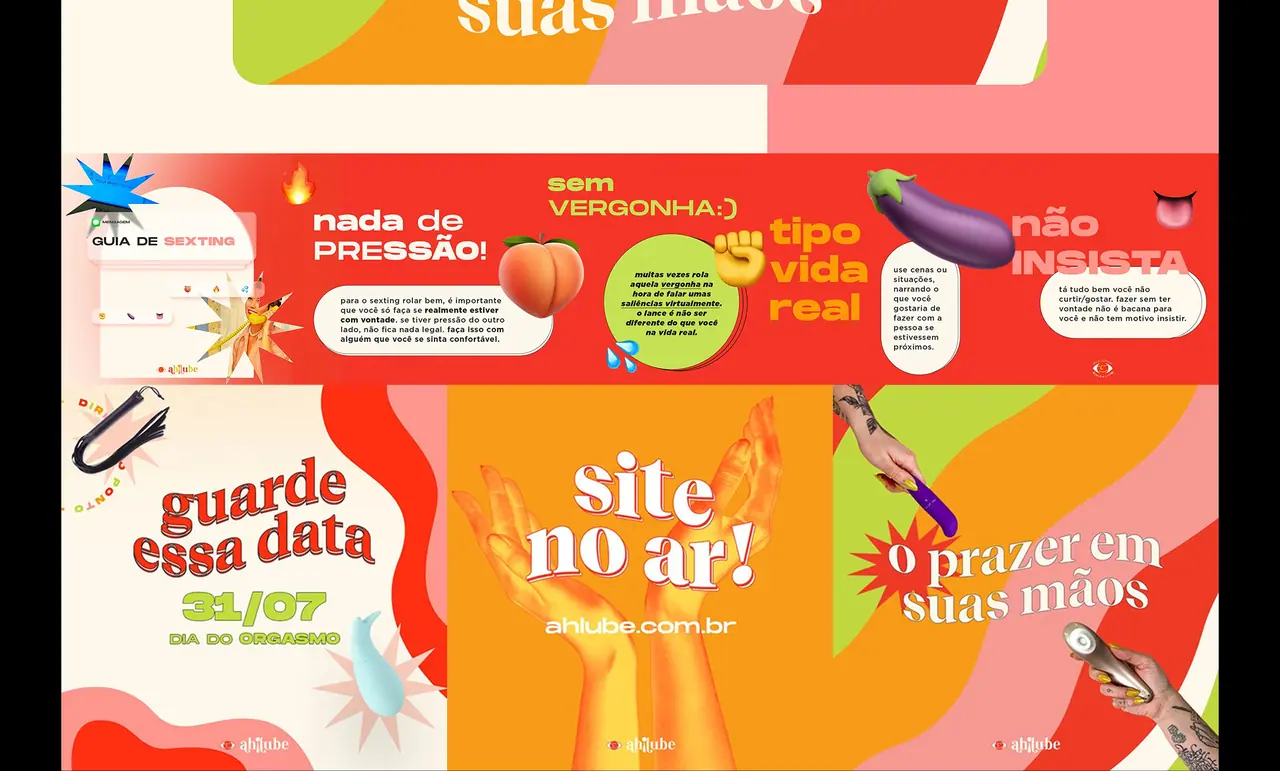 suas mãos
MENSAGEM
GUIA DE SEXTING
ahlube
nada de
PRESSÃO!
para o sexting rolar bem, é importante
que você só faça se realmente estiver
com vontade. se tiver pressão do outro
lado, não fica nada legal. faça isso com
alguém que você se sinta confortável.
sem
VERGONHA:)
muitas vezes rola
aquela vergonha na
hora de falar umas
saliências virtualmente.
o lance é não ser
diferente do que você
na vida real.
tipo
vida
real
use cenas ou
situações,
narrando o
que você
gostaria de
fazer com a
pessoa se
estivessem
próximos.
não
INSISTA
tá tudo bem você não
curtir/gostar. fazer sem ter
vontade não é bacana para
você e não tem motivo insistir.
guarde
essa data
31/07
DIA DO ORGASMO
ahlube
site
no ar!
ahlube.com.br
ahlube
o prazer em
suas mãos
ahlube